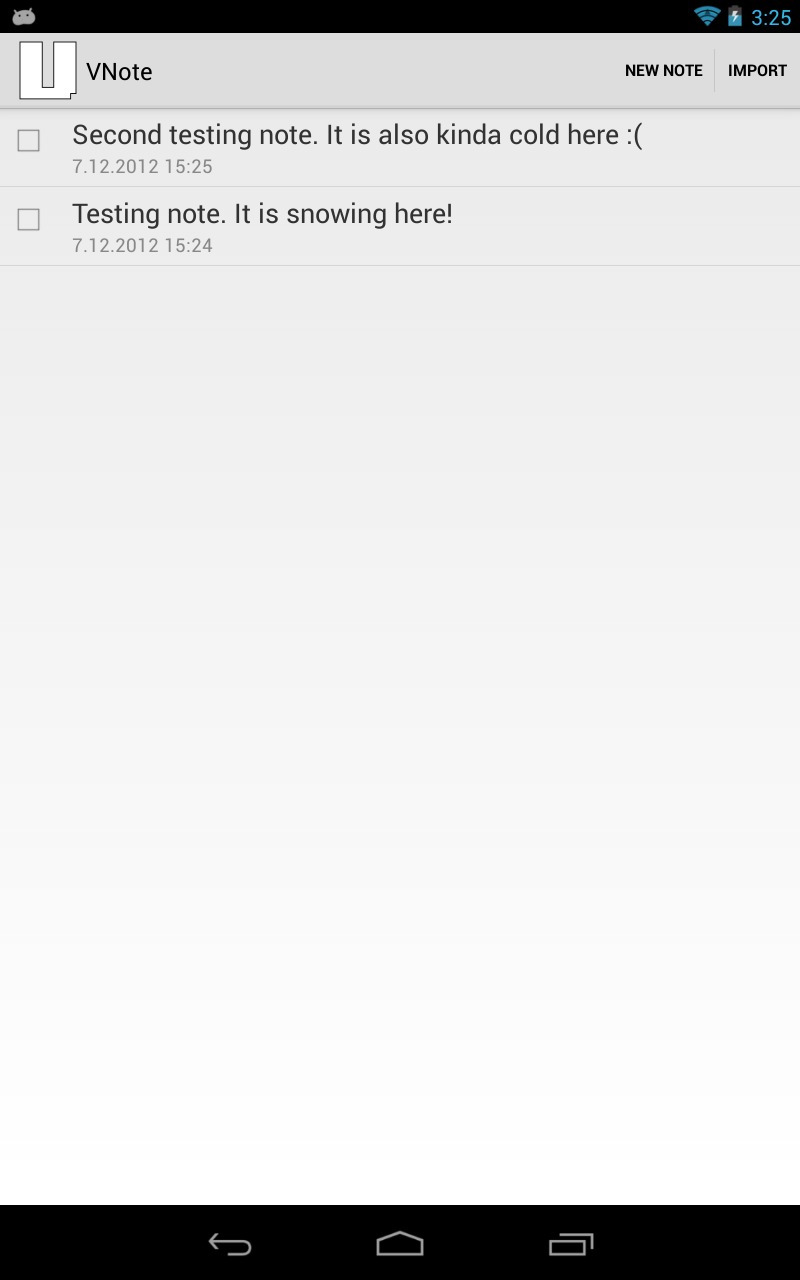 3:25
VNote
NEW NOTE
IMPORT
Second testing note. It is also kinda cold here :(
7.12.2012 15:25
Testing note. It is snowing here!
7.12.2012 15:24